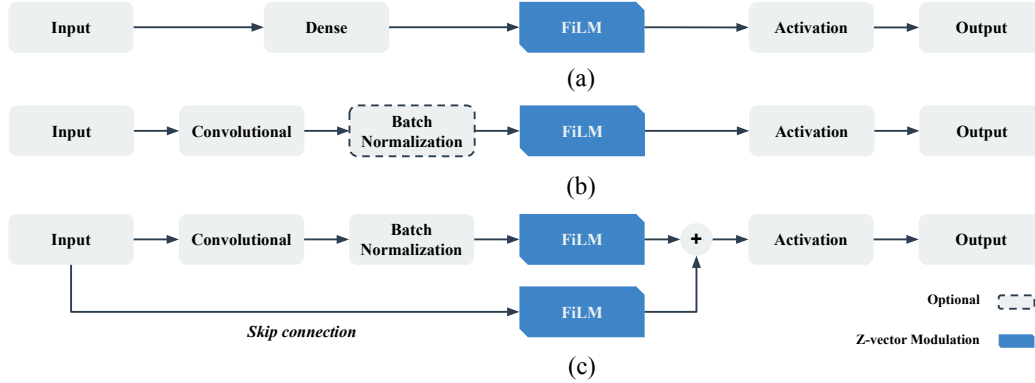 Input Dense FiLM Activation Output
(a)
Input Convolutional Batch Normalization FiLM Activation Output
(b)
Input Convolutional Batch Normalization FiLM + Activation Output
FiLM
Skip connection
Optional
Z-vector Modulation
(c)